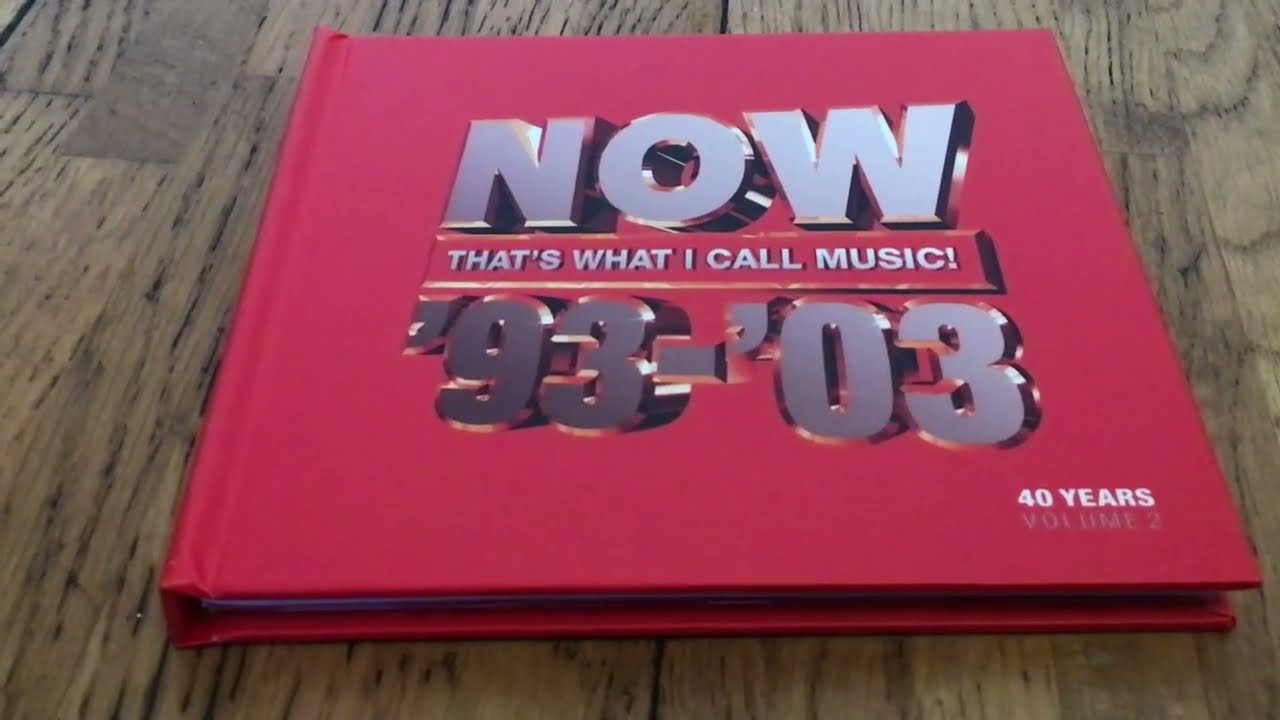 NOW
THAT'S WHAT I CALL MUSIC!
'93-'03
40 YEARS
VOLUME 2